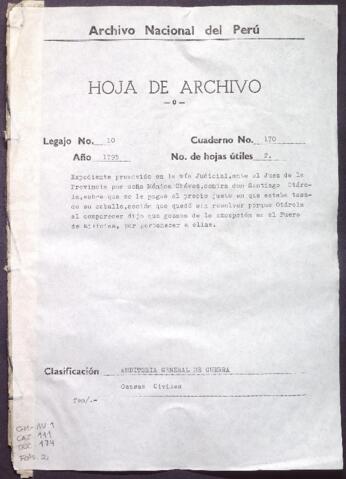 Archivo Nacional del Perú
HOJA DE ARCHIVO
—o—
Legajo No. 10 Cuaderno No. 170
Año 1795 No. de hojas útiles 2.
Expediente promovido en la vía Judicial, ante el Juez de la
Provincia por doña Mónica Cháves, contra don Santiago Otáro-
la, sobre que se le pague el precio justo en que estaba tasa-
do su caballo, acción que quedó sin resolver porque Otárola
al comparecer dijo que gozaba de la excepción en el Fuero
de Milicias, por pertenecer a ellas.
Clasificación AUDITORIA GENERAL DE GUERRA
Causas Civiles
GM-AU 1
CAJ 111
DOC 174
Fols. 2